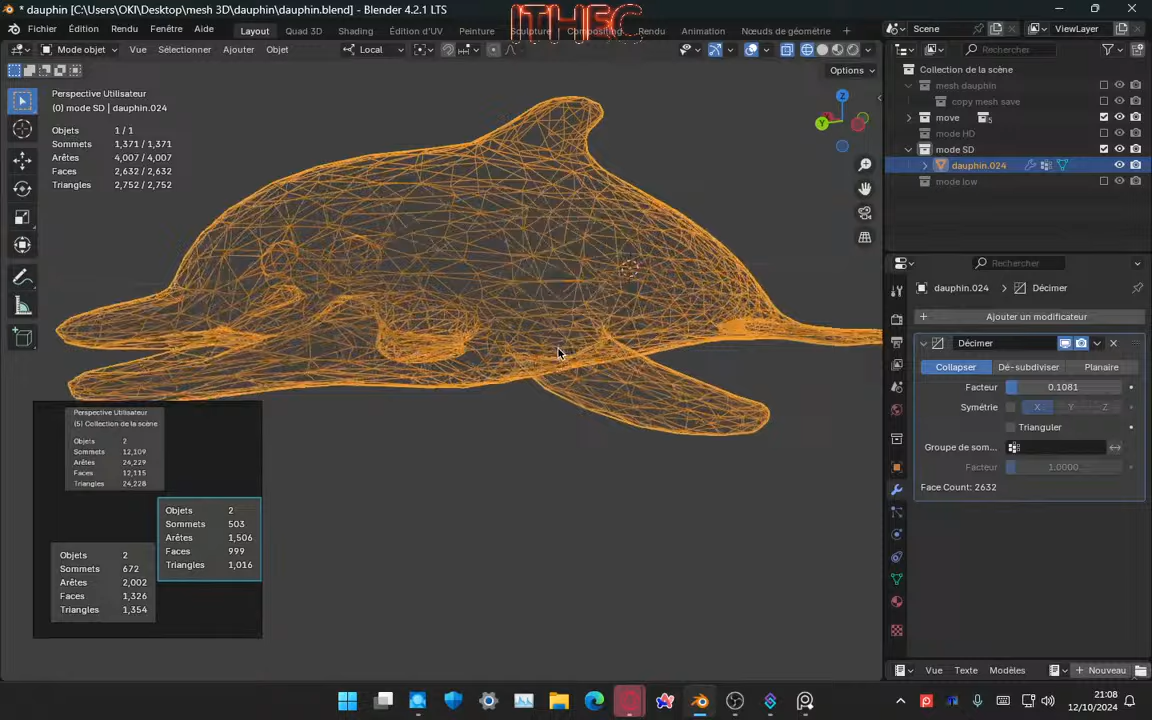 * dauphin [C:\Users\OKI\Desktop\mesh 3D\dauphin\dauphin.blend] - Blender 4.2.1 LTS
Fichier Édition Rendu Fenêtre Aide Layout Quad 3D Shading Sculpture Édition d'UV Peinture Compositing Rendu Animation Nœuds de géométrie +
ITHEC
Scene ViewLayer
Mode objet Vue Sélectionner Ajouter Objet Local
Options
Perspective Utilisateur
(0) mode SD | dauphin.024
Objets 1 / 1
Sommets 1,371 / 1,371
Arêtes 4,007 / 4,007
Faces 2,632 / 2,632
Triangles 2,752 / 2,752
Z
Y
Perspective Utilisateur
(5) Collection de la scène
Objets 2
Sommets 12,109
Arêtes 24,229
Faces 12,115
Triangles 24,228
Objets 2
Sommets 503
Arêtes 1,506
Faces 999
Triangles 1,016
Objets 2
Sommets 672
Arêtes 2,002
Faces 1,326
Triangles 1,354
Rechercher
Collection de la scène
mesh dauphin
copy mesh save
move 5
mode HD
mode SD
dauphin.024
mode low
Rechercher
dauphin.024 > Décimer
+ Ajouter un modificateur
Décimer
Collapser Dé-subdiviser Planaire
Facteur 0.1081
Symétrie X Y Z
Trianguler
Groupe de som...
Facteur 1.0000
Face Count: 2632
Vue Texte Modèles + Nouveau
21:08
12/10/2024